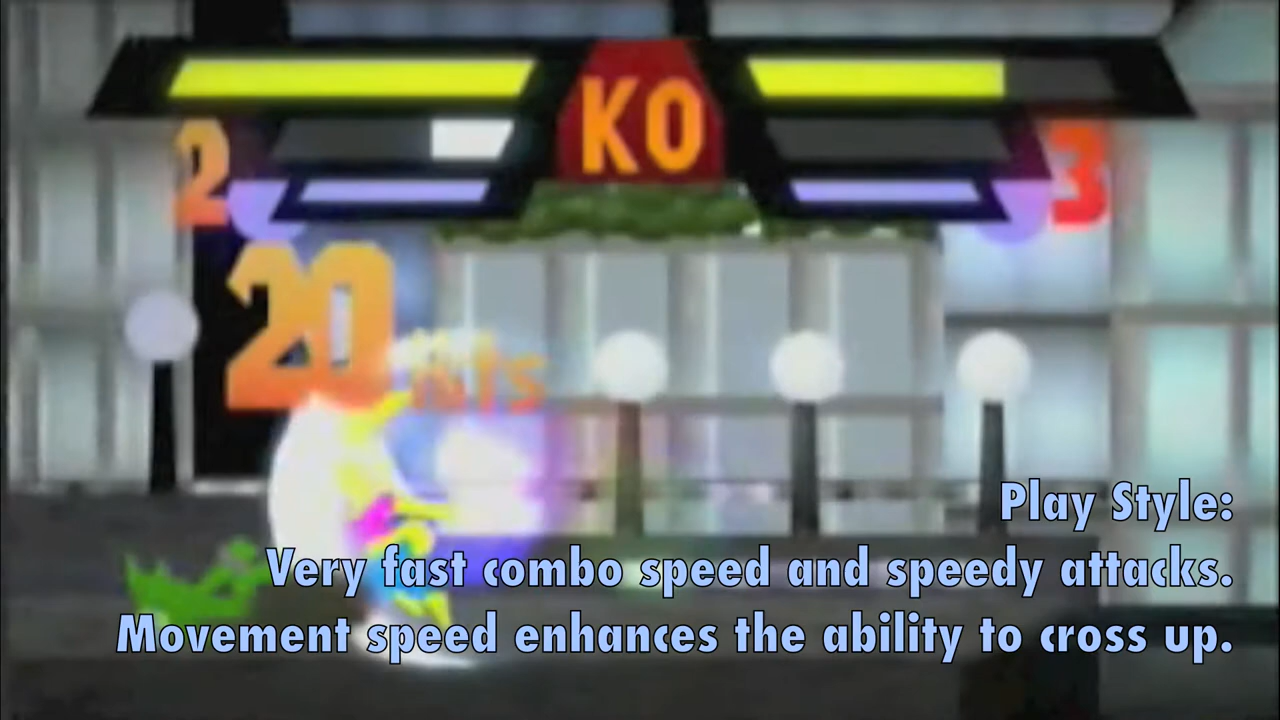 KO
2
3
20
Hits
Play Style:
Very fast combo speed and speedy attacks.
Movement speed enhances the ability to cross up.